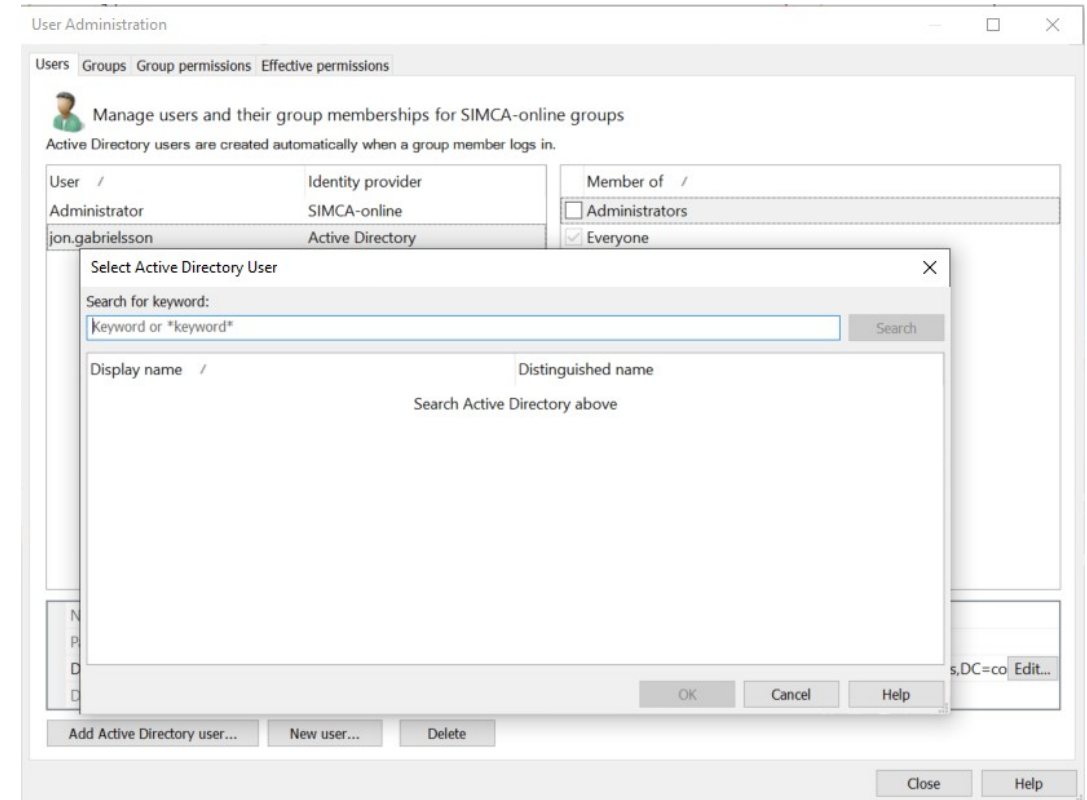 User Administration
Users Groups Group permissions Effective permissions
Manage users and their group memberships for SIMCA-online groups
Active Directory users are created automatically when a group member logs in.
User / Identity provider Member of /
Administrator SIMCA-online Administrators
jon.gabrielsson Active Directory Everyone
Select Active Directory User
Search for keyword:
Keyword or *keyword* Search
Display name / Distinguished name
Search Active Directory above
s,DC=co Edit...
OK Cancel Help
Add Active Directory user... New user... Delete
Close Help